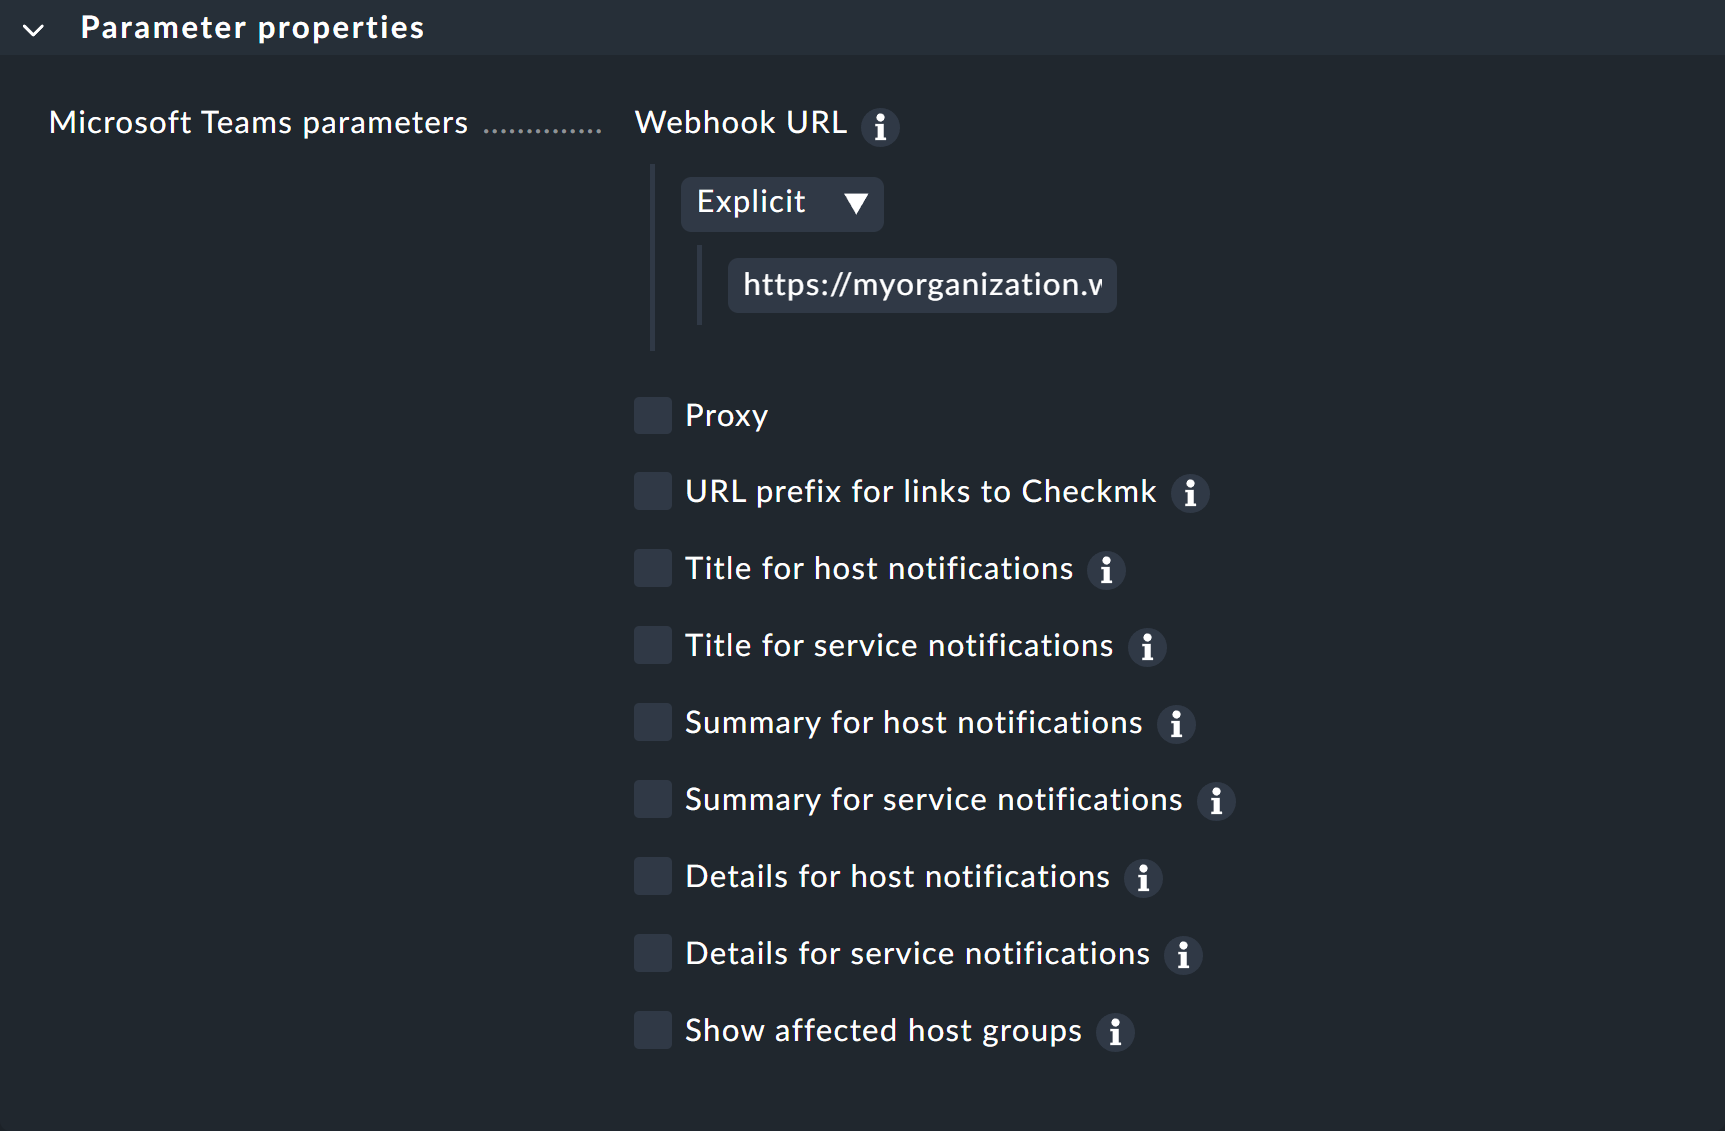 Parameter properties
Microsoft Teams parameters ..............
Webhook URL
Explicit
https://myorganization.w
Proxy
URL prefix for links to Checkmk
Title for host notifications
Title for service notifications
Summary for host notifications
Summary for service notifications
Details for host notifications
Details for service notifications
Show affected host groups